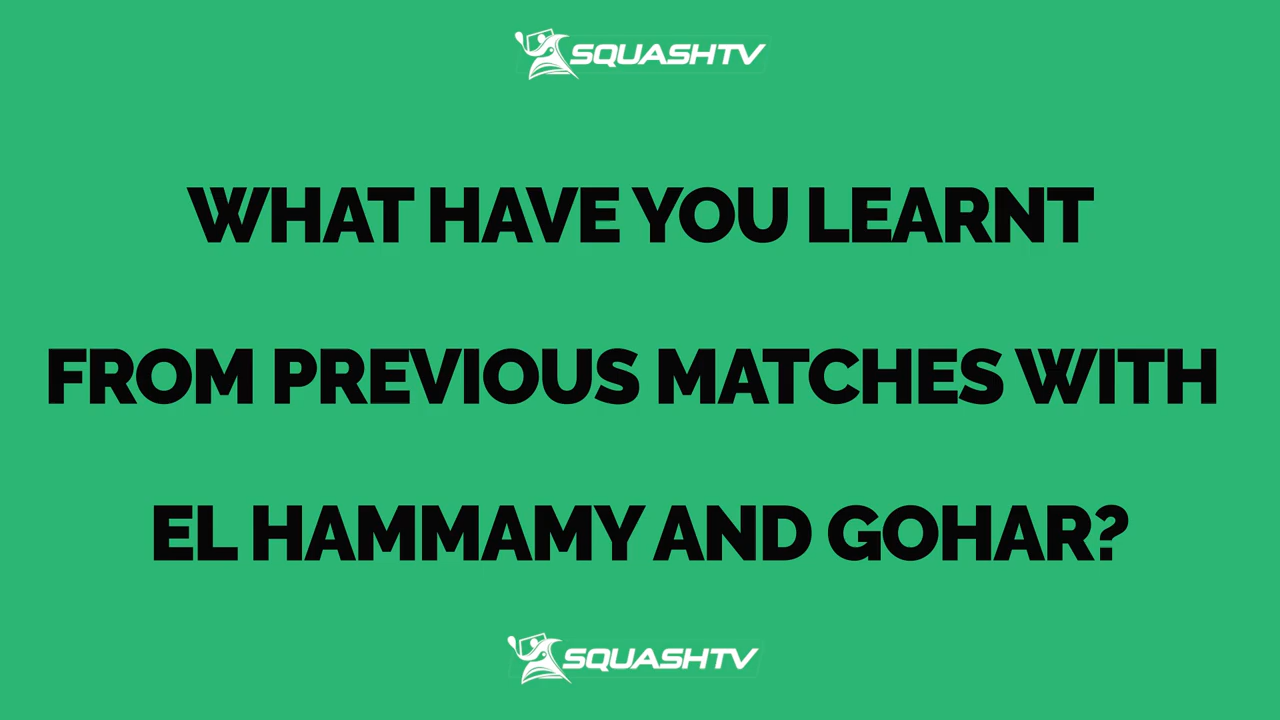 SQUASHTV
WHAT HAVE YOU LEARNT
FROM PREVIOUS MATCHES WITH
EL HAMMAMY AND GOHAR?
SQUASHTV